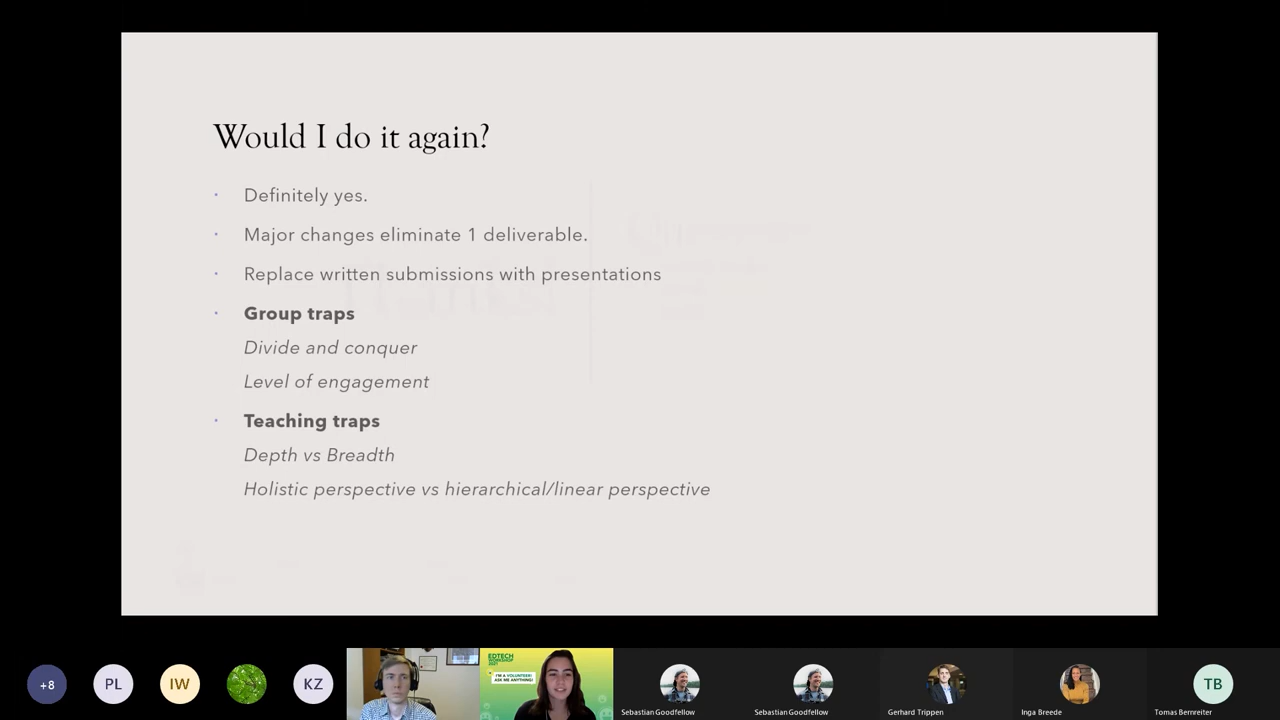 Would I do it again?
Definitely yes.
Major changes eliminate 1 deliverable.
Replace written submissions with presentations
Group traps
Divide and conquer
Level of engagement
Teaching traps
Depth vs Breadth
Holistic perspective vs hierarchical/linear perspective
+8
PL
IW
KZ
EDTECH
WORKSHOP
2021
I'M A VOLUNTEER!
ASK ME ANYTHING!
Sebastian Goodfellow
Sebastian Goodfellow
Gerhard Trippen
Inga Breede
TB
Tomas Bernreiter